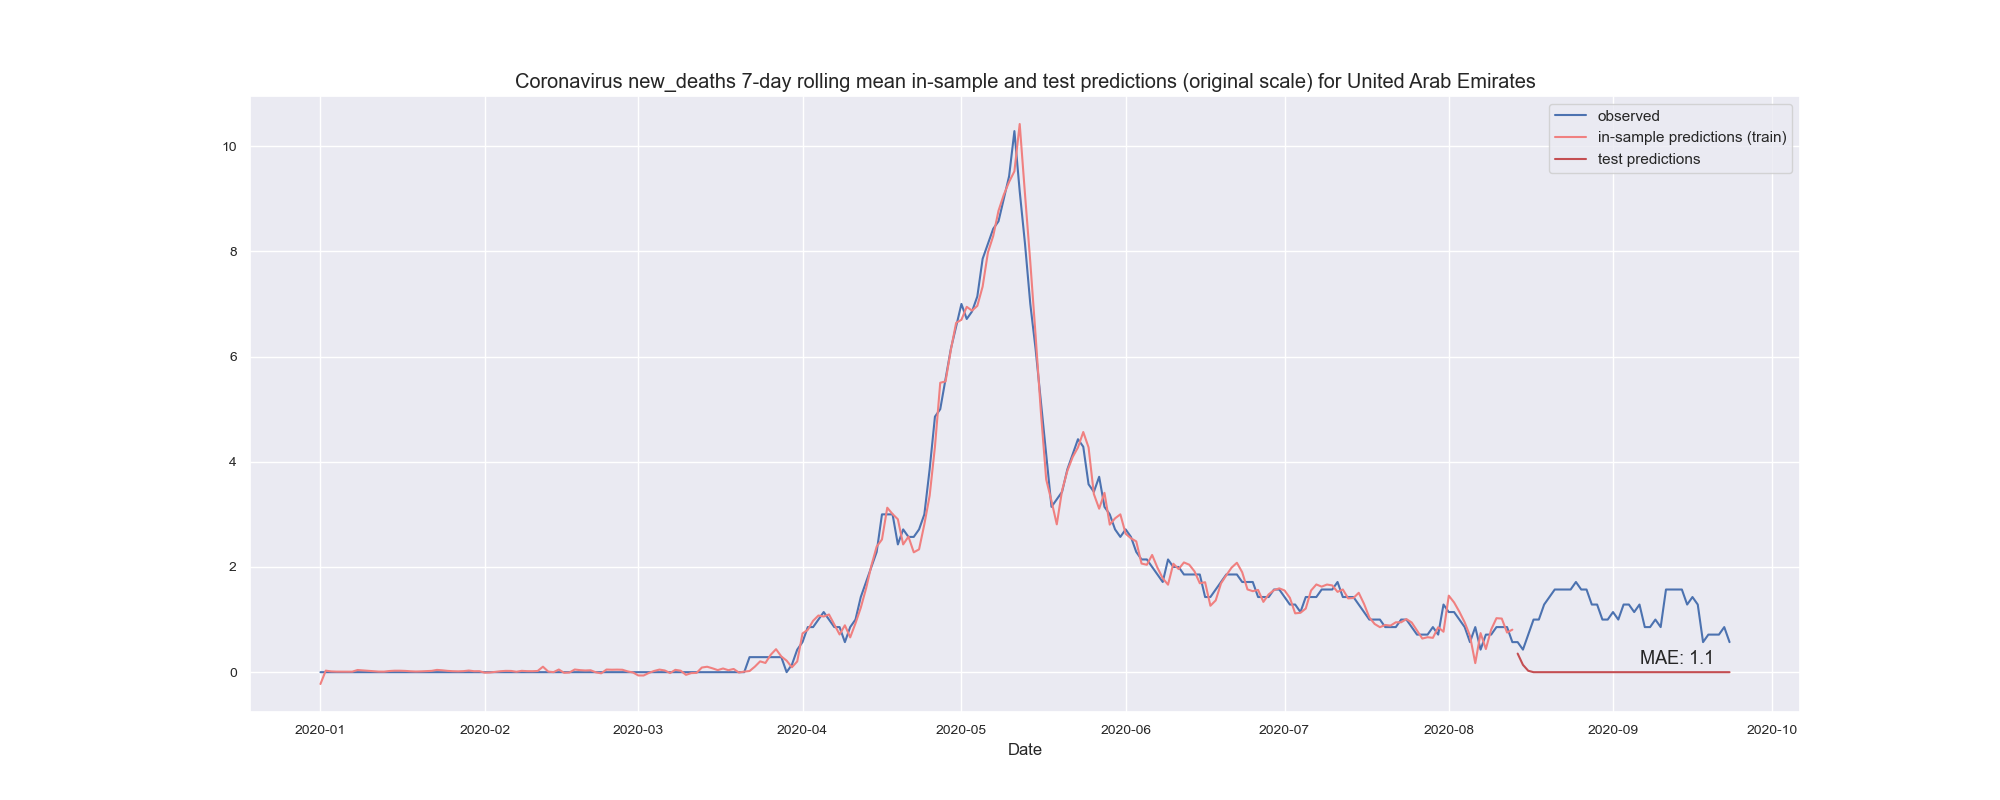 Coronavirus new_deaths 7-day rolling mean in-sample and test predictions (original scale) for United Arab Emirates
observed
in-sample predictions (train)
test predictions
10
8
6
4
2
0
MAE: 1.1
2020-01 2020-02 2020-03 2020-04 2020-05 2020-06 2020-07 2020-08 2020-09 2020-10
Date